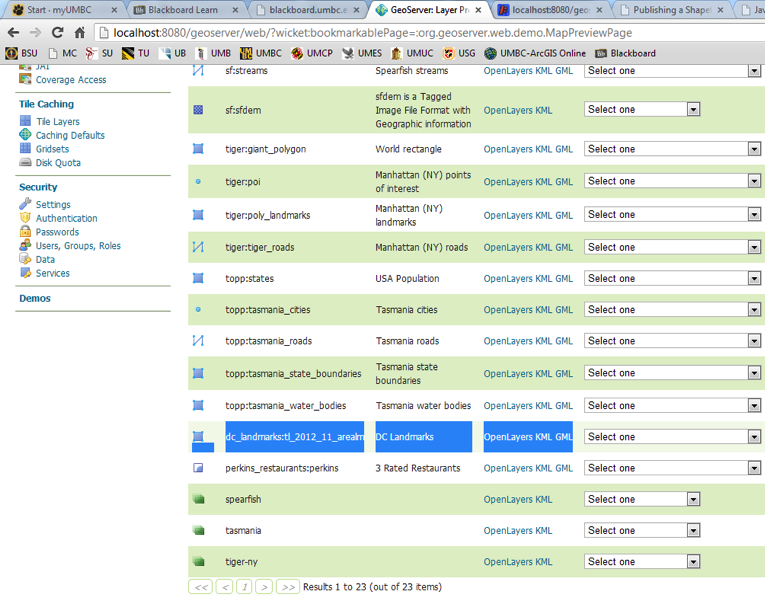 Start - myUMBC
Blackboard Learn
blackboard.umbc.e
GeoServer: Layer Pre
localhost:8080/geos
Publishing a Shapef
Jav
localhost:8080/geoserver/web/?wicket:bookmarkablePage=:org.geoserver.web.demo.MapPreviewPage
BSU MC SU TU UB UMB UMBC UMCP UMES UMUC USG UMBC-ArcGIS Online Blackboard
JAI
Coverage Access
Tile Caching
Tile Layers
Caching Defaults
Gridsets
Disk Quota
Security
Settings
Authentication
Passwords
Users, Groups, Roles
Data
Services
Demos
sf:streams Spearfish streams OpenLayers KML GML Select one
sf:sfdem sfdem is a Tagged Image File Format with Geographic information OpenLayers KML Select one
tiger:giant_polygon World rectangle OpenLayers KML GML Select one
tiger:poi Manhattan (NY) points of interest OpenLayers KML GML Select one
tiger:poly_landmarks Manhattan (NY) landmarks OpenLayers KML GML Select one
tiger:tiger_roads Manhattan (NY) roads OpenLayers KML GML Select one
topp:states USA Population OpenLayers KML GML Select one
topp:tasmania_cities Tasmania cities OpenLayers KML GML Select one
topp:tasmania_roads Tasmania roads OpenLayers KML GML Select one
topp:tasmania_state_boundaries Tasmania state boundaries OpenLayers KML GML Select one
topp:tasmania_water_bodies Tasmania water bodies OpenLayers KML GML Select one
dc_landmarks:tl_2012_11_arealm DC Landmarks OpenLayers KML GML Select one
perkins_restaurants:perkins 3 Rated Restaurants OpenLayers KML GML Select one
spearfish OpenLayers KML Select one
tasmania OpenLayers KML Select one
tiger-ny OpenLayers KML Select one
<< < 1 > >> Results 1 to 23 (out of 23 items)